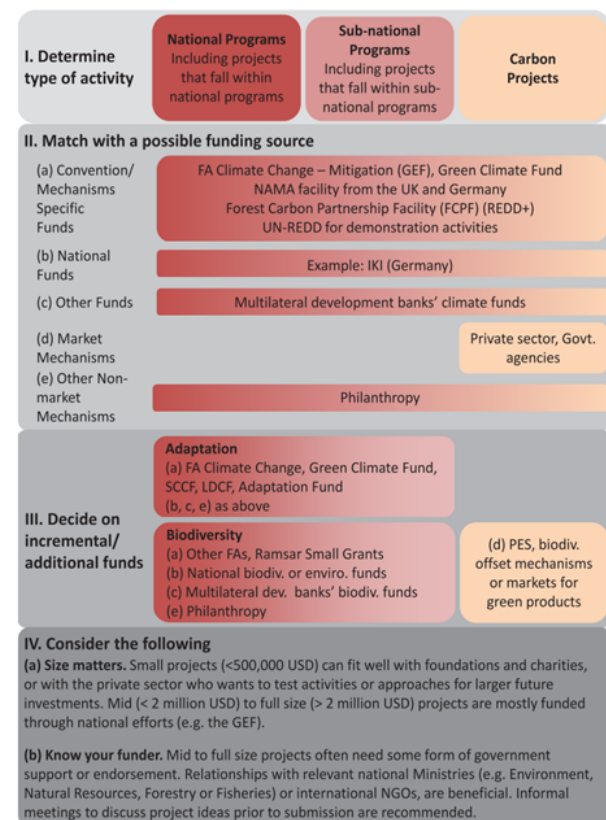 I. Determine
type of activity
National Programs
Including projects
that fall within
national programs
Sub-national
Programs
Including projects
that fall within sub-
national programs
Carbon
Projects
II. Match with a possible funding source
(a) Convention/
Mechanisms
Specific
Funds
FA Climate Change – Mitigation (GEF), Green Climate Fund
NAMA facility from the UK and Germany
Forest Carbon Partnership Facility (FCPF) (REDD+)
UN-REDD for demonstration activities
(b) National
Funds
Example: IKI (Germany)
(c) Other Funds
Multilateral development banks’ climate funds
(d) Market
Mechanisms
Private sector, Govt.
agencies
(e) Other Non-
market
Mechanisms
Philanthropy
III. Decide on
incremental/
additional funds
Adaptation
(a) FA Climate Change, Green Climate Fund,
SCCF, LDCF, Adaptation Fund
(b, c, e) as above
Biodiversity
(a) Other FAs, Ramsar Small Grants
(b) National biodiv. or enviro. funds
(c) Multilateral dev. banks’ biodiv. funds
(e) Philanthropy
(d) PES, biodiv.
offset mechanisms
or markets for
green products
IV. Consider the following
(a) Size matters. Small projects (<500,000 USD) can fit well with foundations and charities,
or with the private sector who wants to test activities or approaches for larger future
investments. Mid (< 2 million USD) to full size (> 2 million USD) projects are mostly funded
through national efforts (e.g. the GEF).
(b) Know your funder. Mid to full size projects often need some form of government
support or endorsement. Relationships with relevant national Ministries (e.g. Environment,
Natural Resources, Forestry or Fisheries) or international NGOs, are beneficial. Informal
meetings to discuss project ideas prior to submission are recommended.